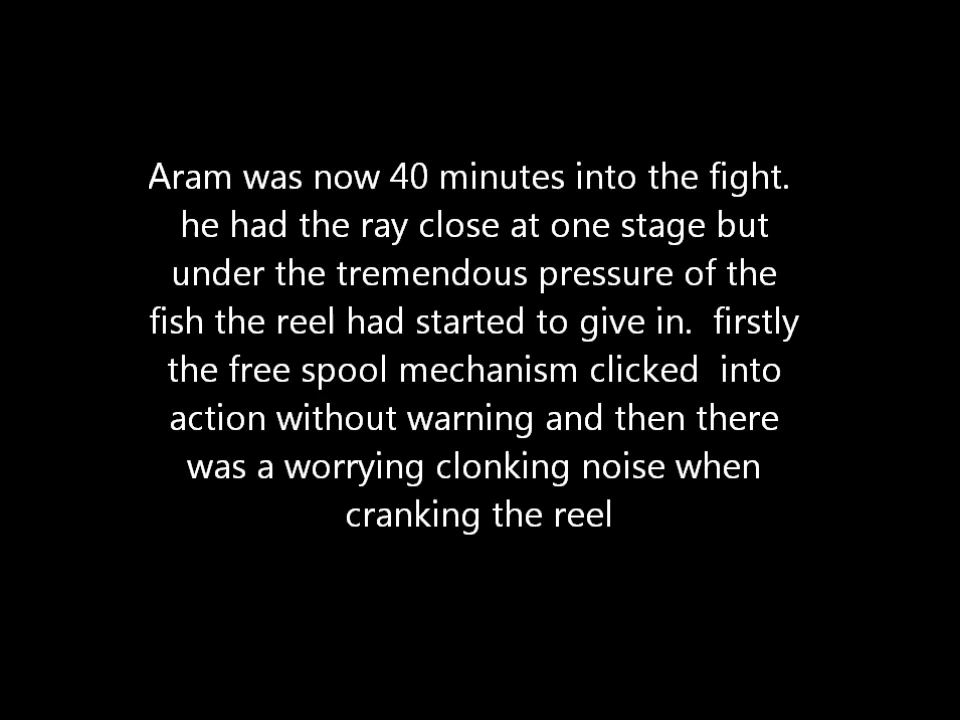 Aram was now 40 minutes into the fight.
he had the ray close at one stage but
under the tremendous pressure of the
fish the reel had started to give in.  firstly
the free spool mechanism clicked  into
action without warning and then there
was a worrying clonking noise when
cranking the reel